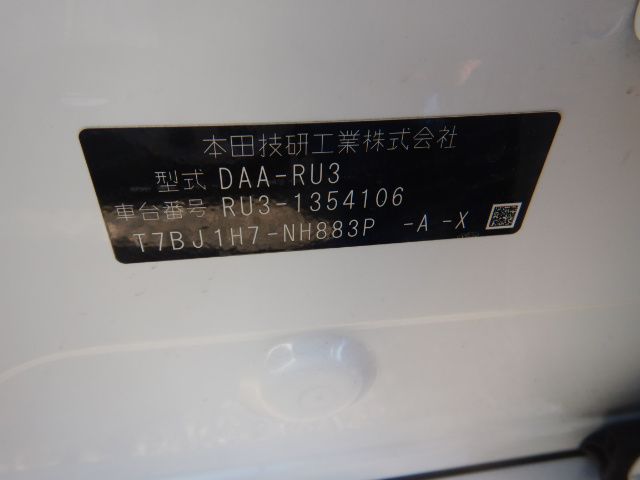 本田技研工業株式会社
型式 DAA-RU3
車台番号 RU3-1354106
T7BJ1H7-NH883P -A -X